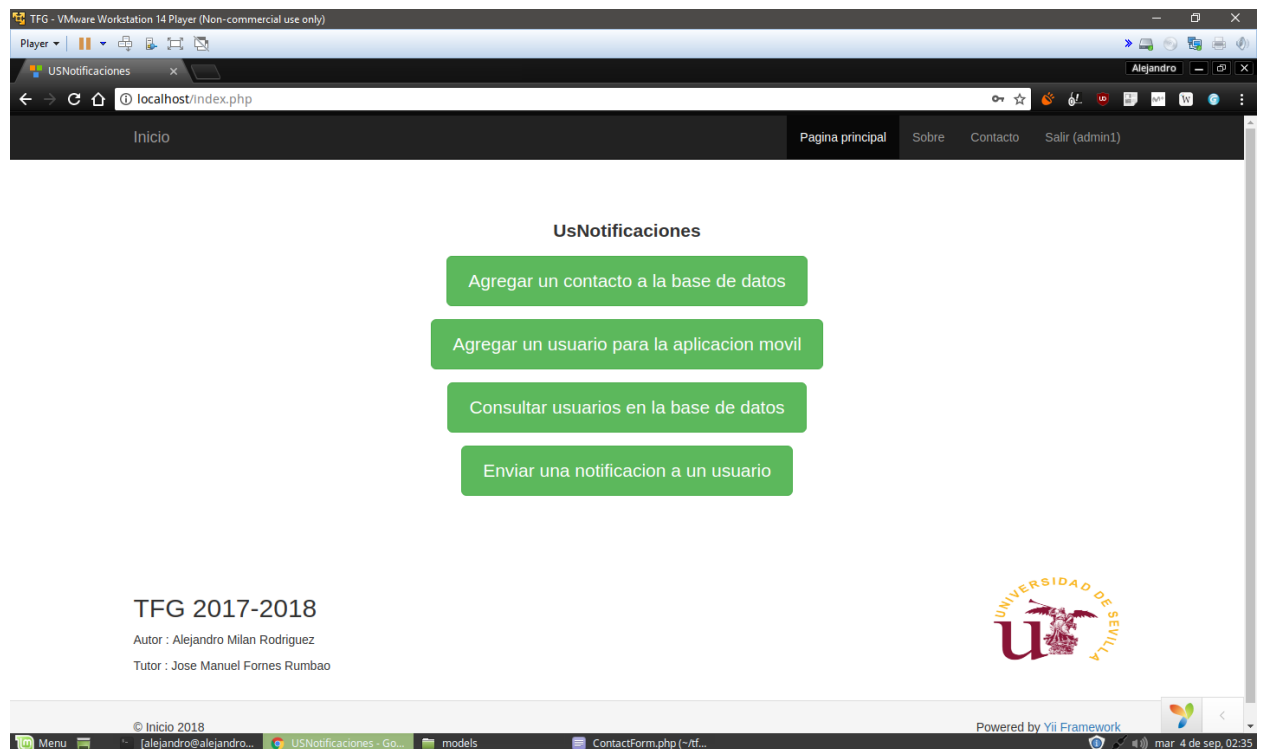 TFG - VMware Workstation 14 Player (Non-commercial use only)
Player
USNotificaciones
Alejandro
localhost/index.php
Inicio
Pagina principal
Sobre
Contacto
Salir (admin1)
UsNotificaciones
Agregar un contacto a la base de datos
Agregar un usuario para la aplicacion movil
Consultar usuarios en la base de datos
Enviar una notificacion a un usuario
TFG 2017-2018
Autor : Alejandro Milan Rodriguez
Tutor : Jose Manuel Fornes Rumbao
UNIVERSIDAD DE SEVILLA
© Inicio 2018
Powered by Yii Framework
Menu
[alejandro@alejandro...
USNotificaciones - Go...
models
ContactForm.php (~/tf...
mar 4 de sep, 02:35